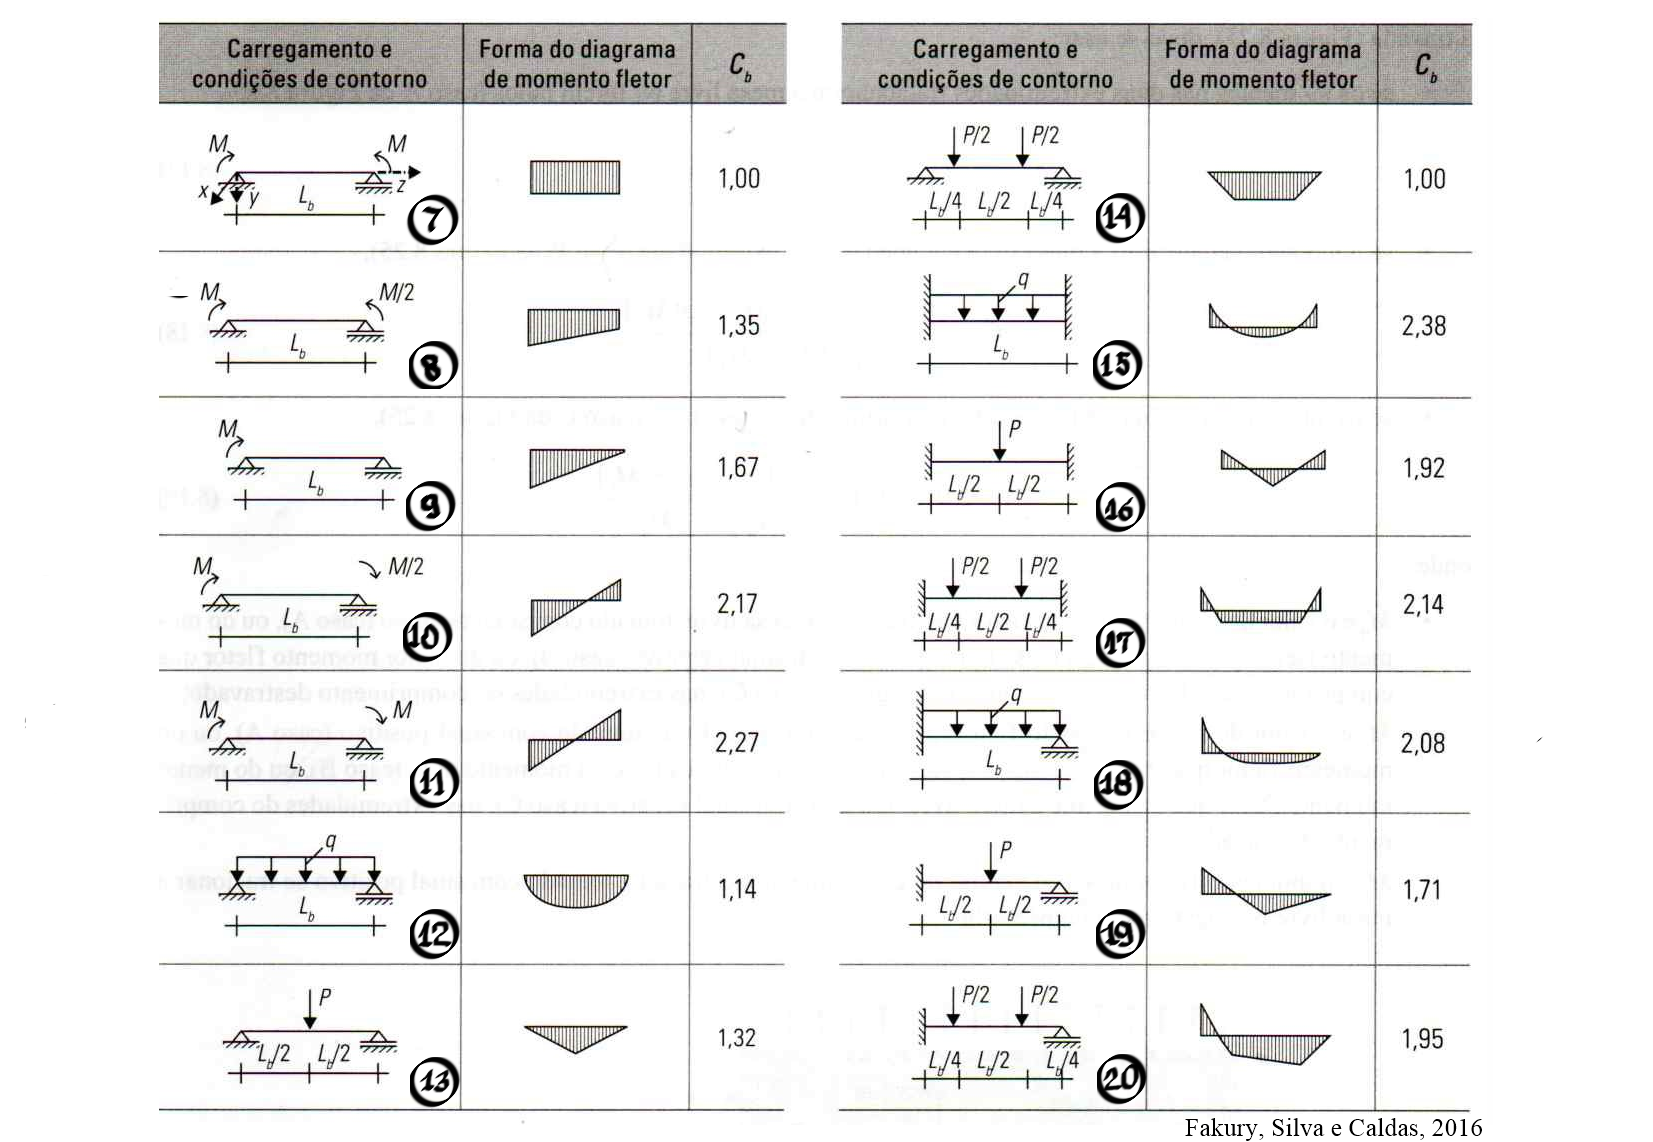 Carregamento e
condições de contorno
Forma do diagrama
de momento fletor
C_b
M
M
x
y
z
L_b
7
1,00
M
M/2
L_b
8
1,35
M
L_b
9
1,67
M
M/2
L_b
10
2,17
M
M
L_b
11
2,27
q
L_b
12
1,14
P
L_b/2 L_b/2
13
1,32
Carregamento e
condições de contorno
Forma do diagrama
de momento fletor
C_b
P/2 P/2
L_b/4 L_b/2 L_b/4
14
1,00
q
L_b
15
2,38
P
L_b/2 L_b/2
16
1,92
P/2 P/2
L_b/4 L_b/2 L_b/4
17
2,14
q
L_b
18
2,08
P
L_b/2 L_b/2
19
1,71
P/2 P/2
L_b/4 L_b/2 L_b/4
20
1,95
Fakury, Silva e Caldas, 2016